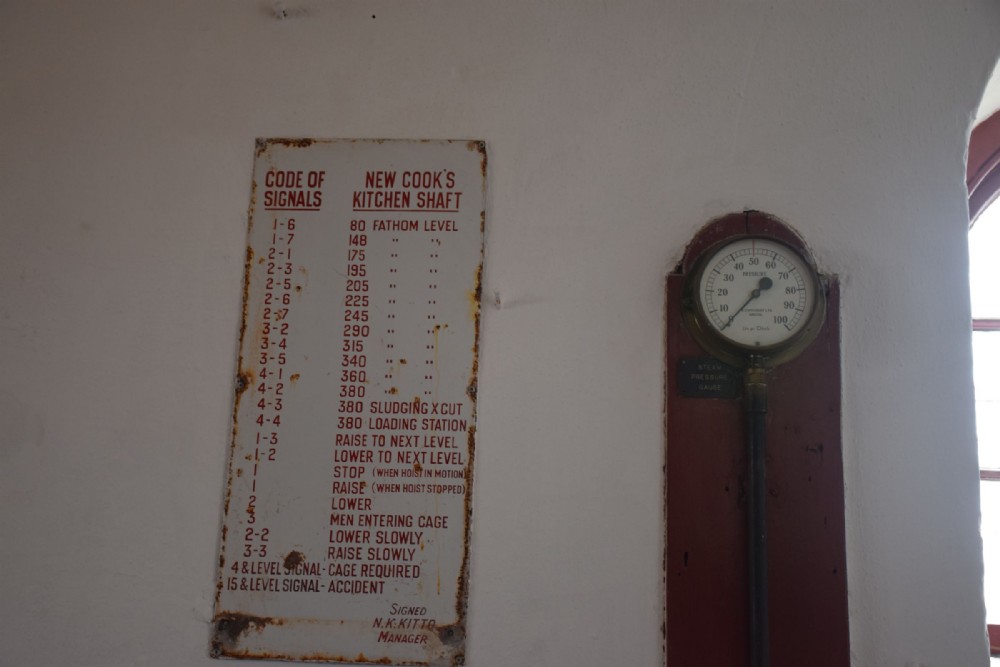 CODE OF SIGNALS
NEW COOK'S KITCHEN SHAFT
1-6 80 FATHOM LEVEL
1-7 148 " "
2-1 175 " "
2-3 195 " "
2-5 205 " "
2-6 225 " "
2-7 245 " "
3-2 290 " "
3-4 315 " "
3-5 340 " "
4-1 360 " "
4-2 380 " "
4-3 380 SLUDGING X CUT
4-4 380 LOADING STATION
1-3 RAISE TO NEXT LEVEL
1-2 LOWER TO NEXT LEVEL
1 STOP (WHEN HOIST IN MOTION)
1 RAISE (WHEN HOIST STOPPED)
2 LOWER
3 MEN ENTERING CAGE
2-2 LOWER SLOWLY
3-3 RAISE SLOWLY
4 & LEVEL SIGNAL- CAGE REQUIRED
15 & LEVEL SIGNAL- ACCIDENT
SIGNED
N.K. KITTO
MANAGER
0 10 20 30 40 50 60 70 80 90 100
PRESSURE
STEAM
PRESSURE
GAUGE